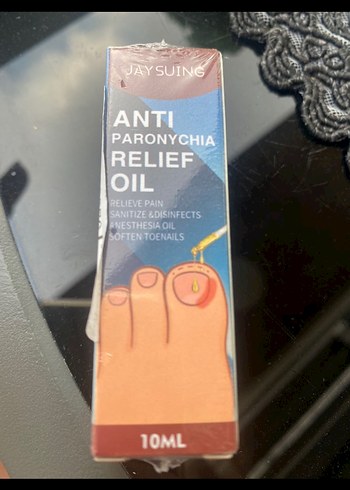 JAYSUING
ANTI
PARONYCHIA
RELIEF
OIL
RELIEVE PAIN
SANITIZE &DISINFECTS
ANESTHESIA OIL
SOFTEN TOENAILS
10ML